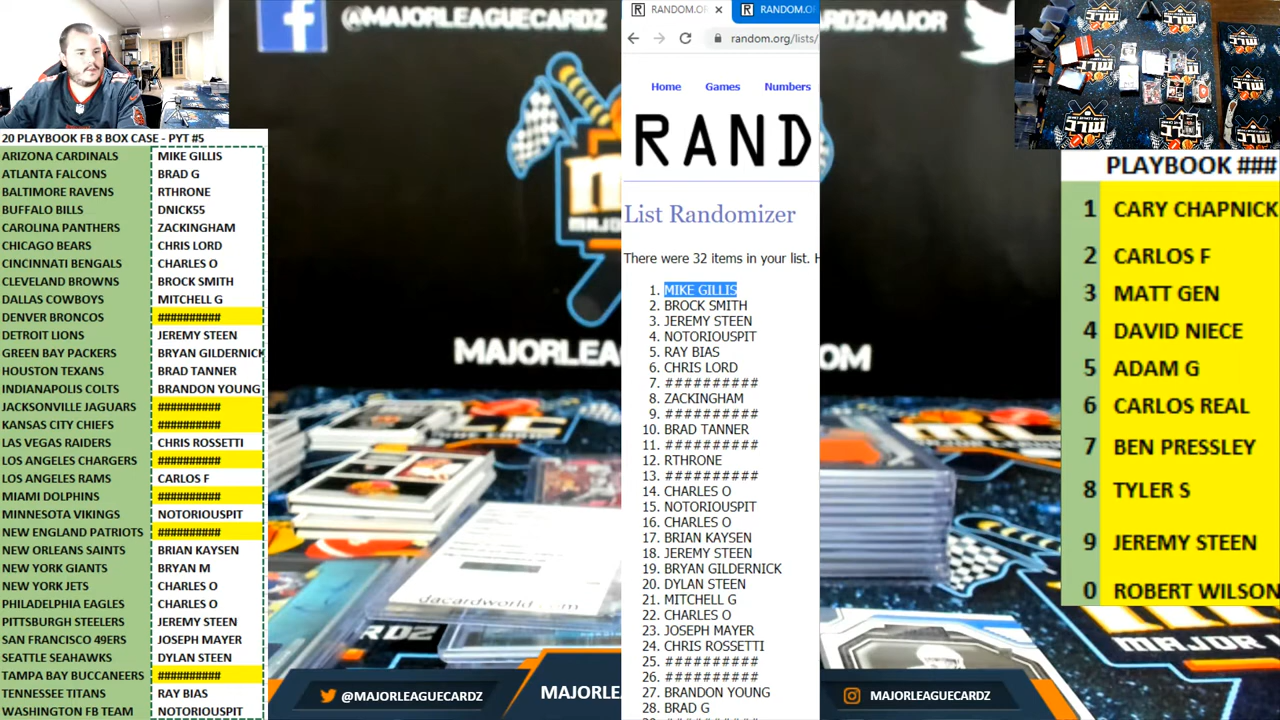 20 PLAYBOOK FB 8 BOX CASE - PYT #5
ARIZONA CARDINALS MIKE GILLIS
ATLANTA FALCONS BRAD G
BALTIMORE RAVENS RTHRONE
BUFFALO BILLS DNICK55
CAROLINA PANTHERS ZACKINGHAM
CHICAGO BEARS CHRIS LORD
CINCINNATI BENGALS CHARLES O
CLEVELAND BROWNS BROCK SMITH
DALLAS COWBOYS MITCHELL G
DENVER BRONCOS ##########
DETROIT LIONS JEREMY STEEN
GREEN BAY PACKERS BRYAN GILDERNICK
HOUSTON TEXANS BRAD TANNER
INDIANAPOLIS COLTS BRANDON YOUNG
JACKSONVILLE JAGUARS ##########
KANSAS CITY CHIEFS ##########
LAS VEGAS RAIDERS CHRIS ROSSETTI
LOS ANGELES CHARGERS ##########
LOS ANGELES RAMS CARLOS F
MIAMI DOLPHINS ##########
MINNESOTA VIKINGS NOTORIOUSPIT
NEW ENGLAND PATRIOTS ##########
NEW ORLEANS SAINTS BRIAN KAYSEN
NEW YORK GIANTS BRYAN M
NEW YORK JETS CHARLES O
PHILADELPHIA EAGLES CHARLES O
PITTSBURGH STEELERS JEREMY STEEN
SAN FRANCISCO 49ERS JOSEPH MAYER
SEATTLE SEAHAWKS DYLAN STEEN
TAMPA BAY BUCCANEERS ##########
TENNESSEE TITANS RAY BIAS
WASHINGTON FB TEAM NOTORIOUSPIT
@MAJORLEAGUECARDZ
MAJORLEA
dacardworld.com
@MAJORLEAGUECARDZ
MAJORLEAG
RANDOM.OF
RANDOM.OF
random.org/lists/
Home Games Numbers
RAND
List Randomizer
There were 32 items in your list. H
1. MIKE GILLIS
2. BROCK SMITH
3. JEREMY STEEN
4. NOTORIOUSPIT
5. RAY BIAS
6. CHRIS LORD
7. ##########
8. ZACKINGHAM
9. ##########
10. BRAD TANNER
11. ##########
12. RTHRONE
13. ##########
14. CHARLES O
15. NOTORIOUSPIT
16. CHARLES O
17. BRIAN KAYSEN
18. JEREMY STEEN
19. BRYAN GILDERNICK
20. DYLAN STEEN
21. MITCHELL G
22. CHARLES O
23. JOSEPH MAYER
24. CHRIS ROSSETTI
25. ##########
26. ##########
27. BRANDON YOUNG
28. BRAD G
RDZMAJOR
OM
MAJORLEAGUECARDZ
PLAYBOOK ###
1 CARY CHAPNICK
2 CARLOS F
3 MATT GEN
4 DAVID NIECE
5 ADAM G
6 CARLOS REAL
7 BEN PRESSLEY
8 TYLER S
9 JEREMY STEEN
0 ROBERT WILSON